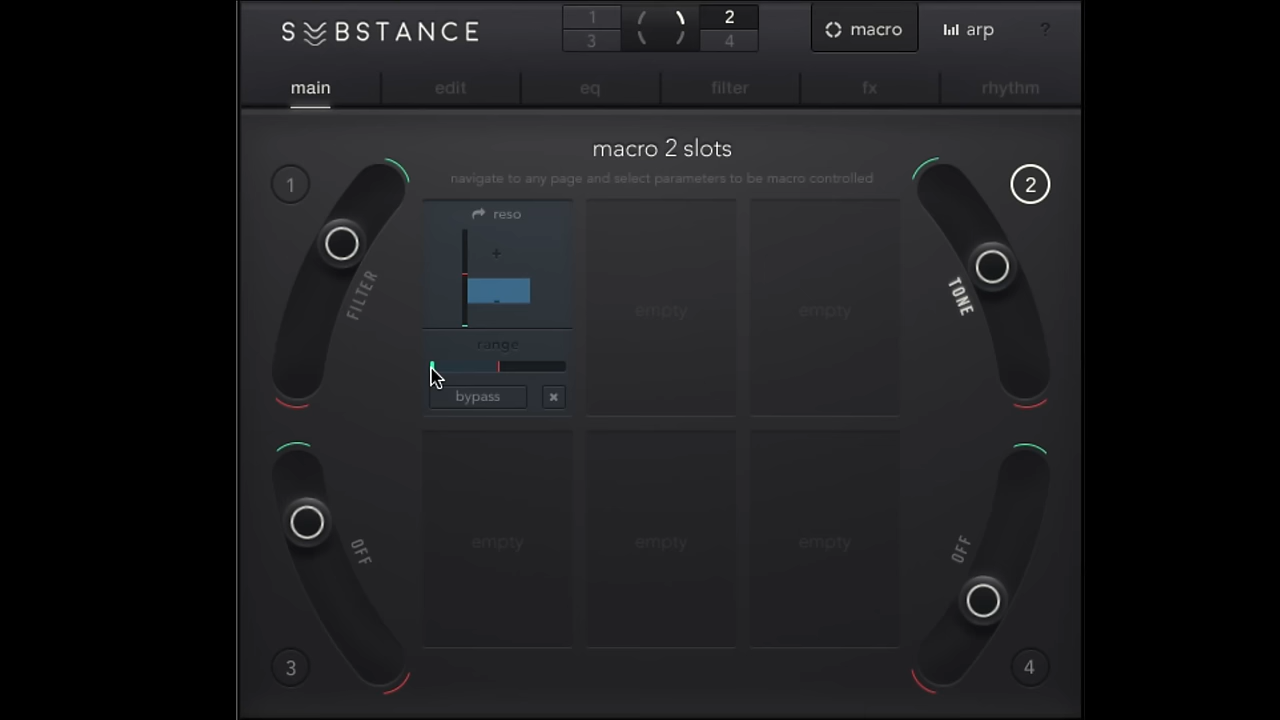 SUBSTANCE
1 2
3 4
macro
arp
?
main edit eq filter fx rhythm
macro 2 slots
navigate to any page and select parameters to be macro controlled
1
FILTER
2
TONE
reso
+
-
range
bypass ×
empty
empty
empty
empty
empty
OFF
3
OFF
4